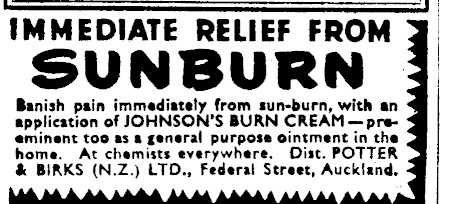 IMMEDIATE RELIEF FROM
SUNBURN
Banish pain immediately from sun-burn, with an
application of JOHNSON'S BURN CREAM—pre-
eminent too as a general purpose ointment in the
home. At chemists everywhere. Dist. POTTER
& BIRKS (N.Z.) LTD., Federal Street, Auckland.